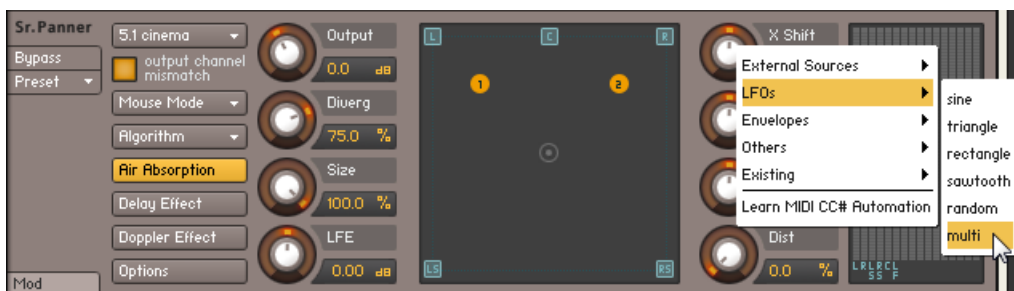 Sr.Panner
Bypass
Preset
Mod
5.1 cinema
output channel
mismatch
Mouse Mode
Algorithm
Air Absorption
Delay Effect
Doppler Effect
Options
Output
0.0 dB
Diverg
75.0 %
Size
100.0 %
LFE
0.00 dB
L
C
R
1
2
LS
RS
X Shift
External Sources
LFOs
Envelopes
Others
Existing
Learn MIDI CC# Automation
sine
triangle
rectangle
sawtooth
random
multi
Dist
0.0 %
LRLRCL
SS F